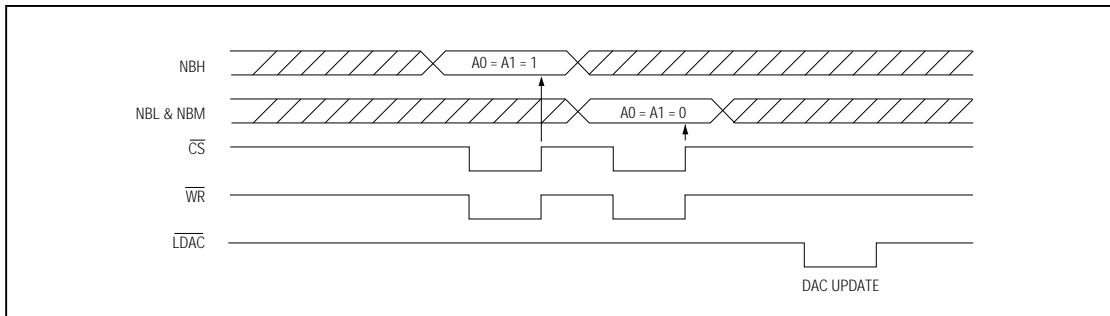 NBH
A0 = A1 = 1
NBL & NBM
A0 = A1 = 0
CS
WR
LDAC
DAC UPDATE